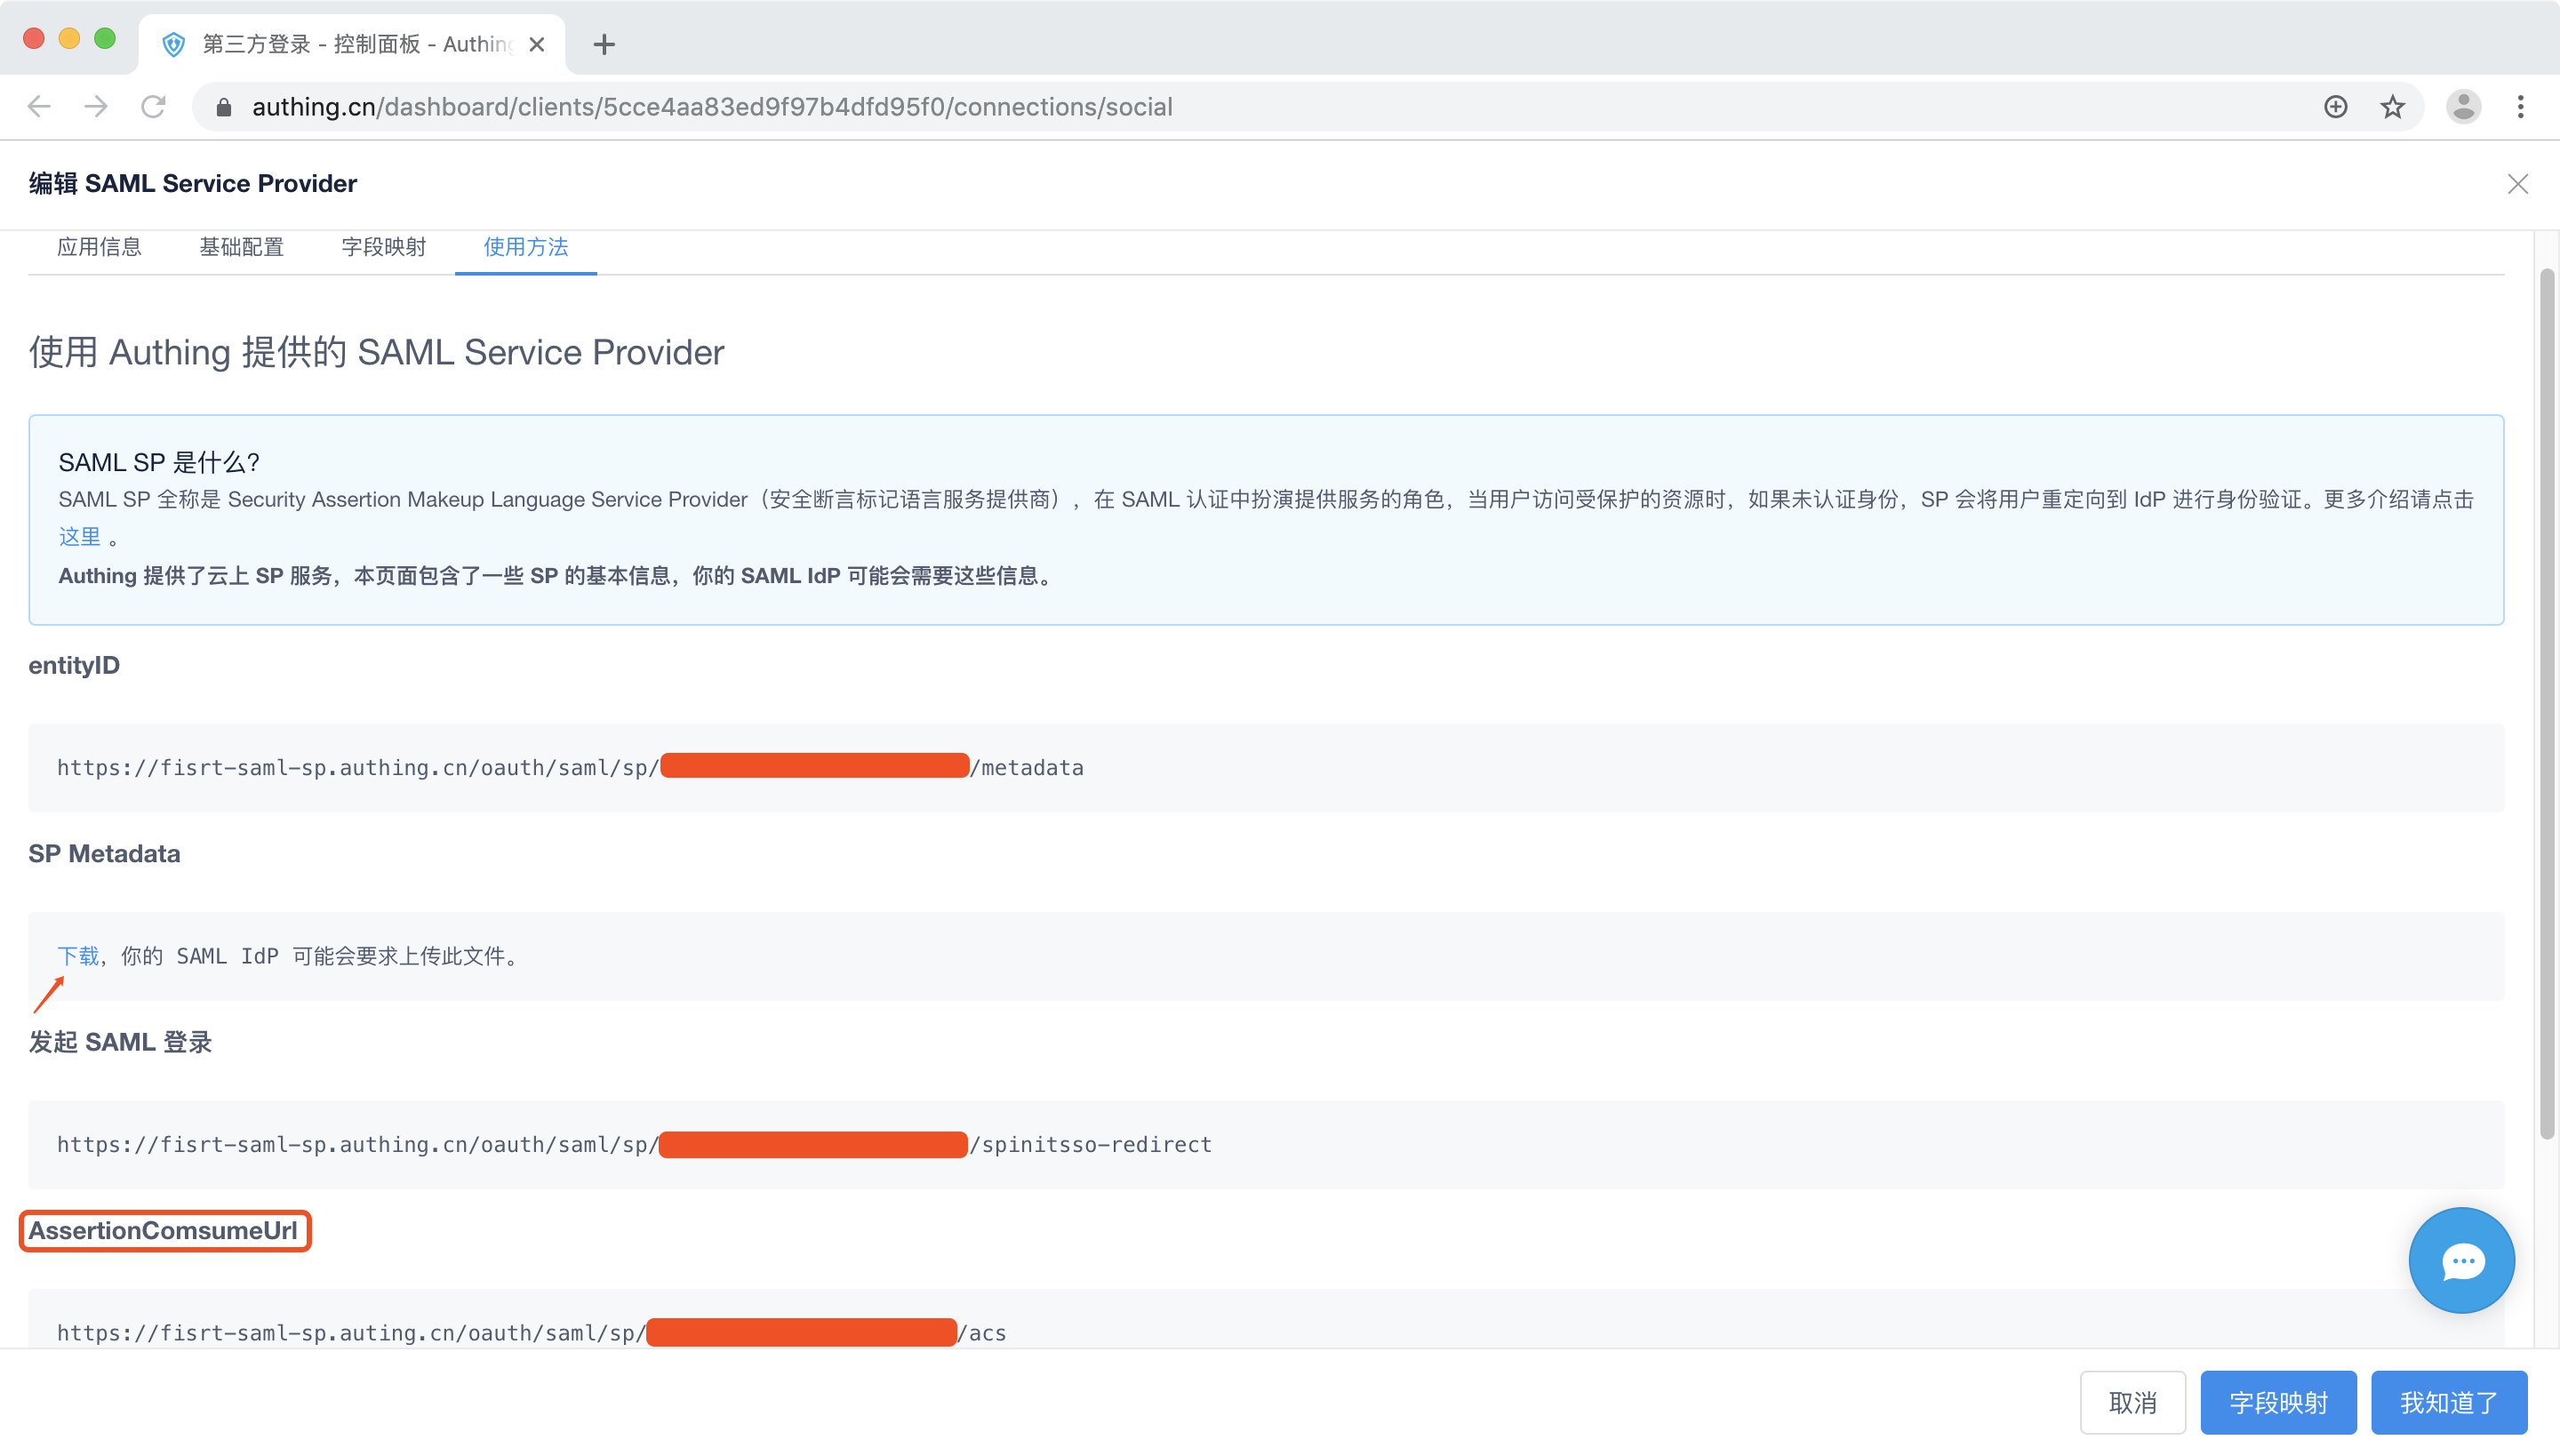 第三方登录 - 控制面板 - Authing
authing.cn/dashboard/clients/5cce4aa83ed9f97b4dfd95f0/connections/social
编辑 SAML Service Provider
应用信息 基础配置 字段映射 使用方法
使用 Authing 提供的 SAML Service Provider
SAML SP 是什么?
SAML SP 全称是 Security Assertion Makeup Language Service Provider（安全断言标记语言服务提供商），在 SAML 认证中扮演提供服务的角色，当用户访问受保护的资源时，如果未认证身份，SP 会将用户重定向到 IdP 进行身份验证。更多介绍请点击
这里 。
Authing 提供了云上 SP 服务，本页面包含了一些 SP 的基本信息，你的 SAML IdP 可能会需要这些信息。
entityID
https://fisrt-saml-sp.authing.cn/oauth/saml/sp/ /metadata
SP Metadata
下载，你的 SAML IdP 可能会要求上传此文件。
发起 SAML 登录
https://fisrt-saml-sp.authing.cn/oauth/saml/sp/ /spinitsso-redirect
AssertionComsumeUrl
https://fisrt-saml-sp.auting.cn/oauth/saml/sp/ /acs
取消 字段映射 我知道了